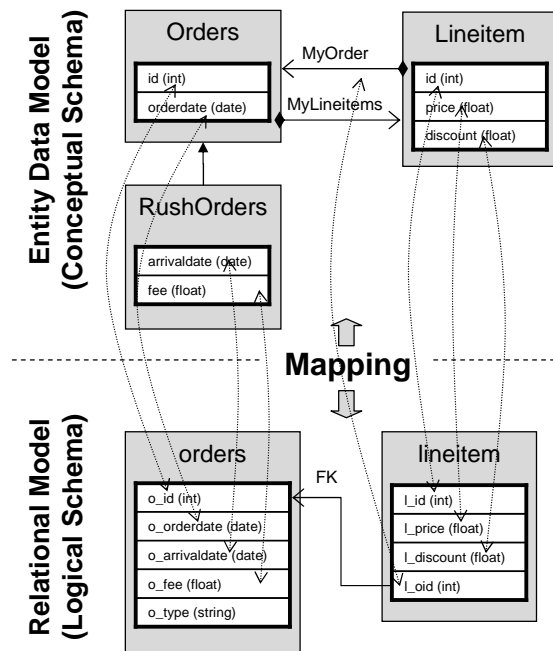 Entity Data Model
(Conceptual Schema)
Orders
id (int)
orderdate (date)
MyOrder
MyLineitems
Lineitem
id (int)
price (float)
discount (float)
RushOrders
arrivaldate (date)
fee (float)
Mapping
Relational Model
(Logical Schema)
orders
o_id (int)
o_orderdate (date)
o_arrivaldate (date)
o_fee (float)
o_type (string)
FK
lineitem
l_id (int)
l_price (float)
l_discount (float)
l_oid (int)